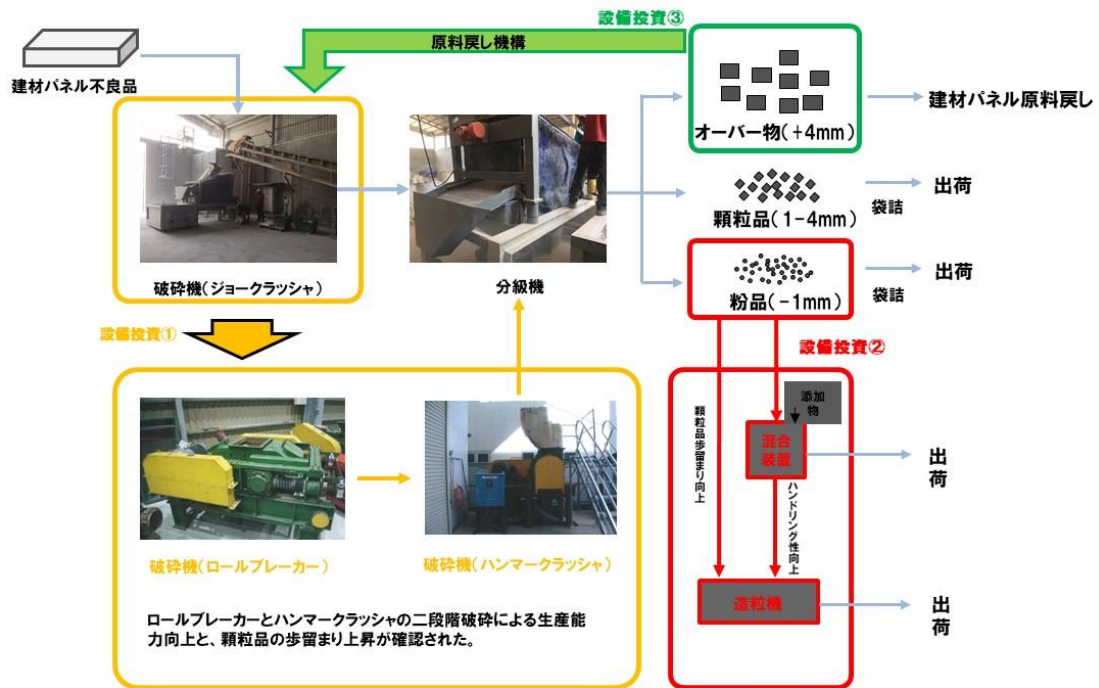 設備投資③
原料戻し機構
建材パネル不良品
オーバー物(+4mm)
建材パネル原料戻し
顆粒品(1-4mm)
袋詰
出荷
粉品(-1mm)
袋詰
出荷
破砕機(ジョークラッシャ)
分級機
設備投資①
設備投資②
破砕機(ロールブレーカー)
破砕機(ハンマークラッシャ)
ロールブレーカーとハンマークラッシャの二段階破砕による生産能
力向上と、顆粒品の歩留まり上昇が確認された。
顆粒品歩留まり向上
添加
物
混合
装置
出
荷
ハンドリング性向上
造粒機
出
荷